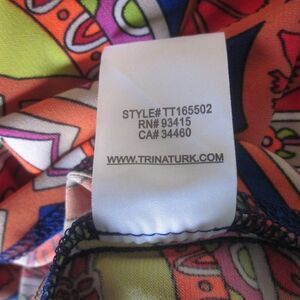 STYLE# TT165502
RN# 93415
CA# 34460
WWW.TRINATURK.COM